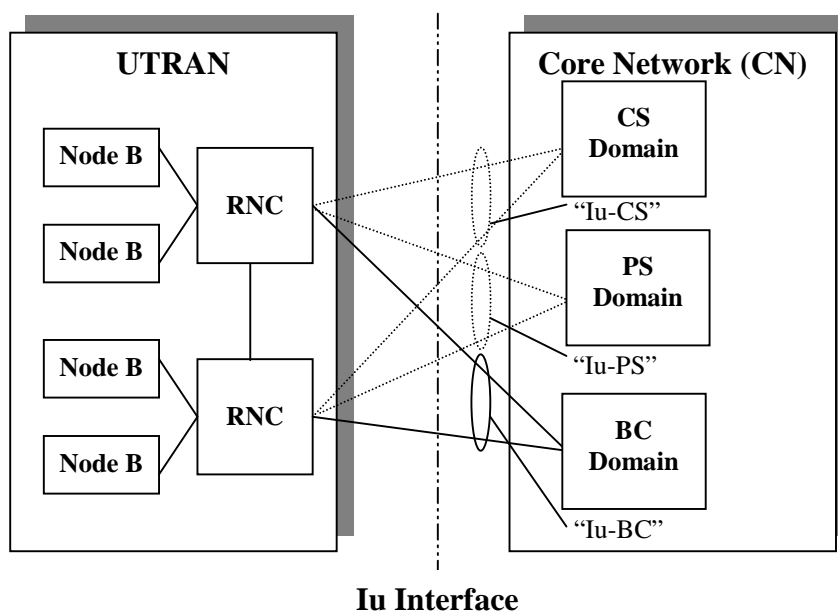 UTRAN
Node B
Node B
RNC
Node B
Node B
RNC
Core Network (CN)
CS
Domain
“Iu-CS”
PS
Domain
“Iu-PS”
BC
Domain
“Iu-BC”
Iu Interface